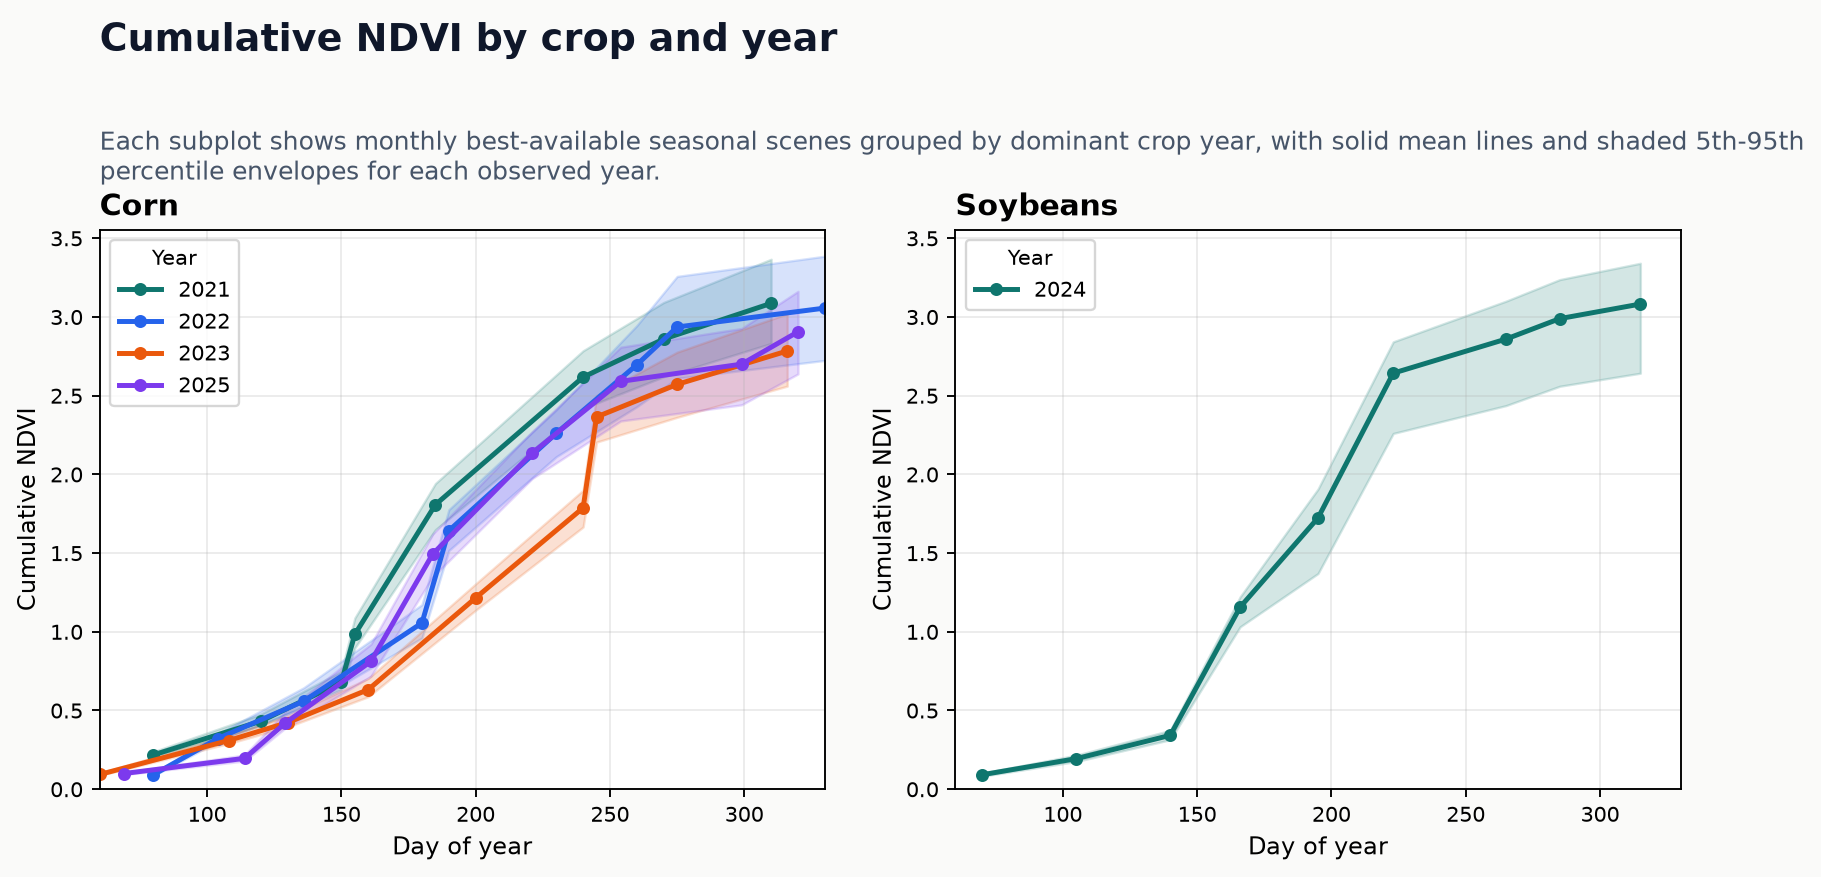 Cumulative NDVI by crop and year
Each subplot shows monthly best-available seasonal scenes grouped by dominant crop year, with solid mean lines and shaded 5th-95th
percentile envelopes for each observed year.
Corn
Year
2021
2022
2023
2025
3.5
3.0
2.5
2.0
1.5
1.0
0.5
0.0
Cumulative NDVI
100
150
200
250
300
Day of year
Soybeans
Year
2024
3.5
3.0
2.5
2.0
1.5
1.0
0.5
0.0
Cumulative NDVI
100
150
200
250
300
Day of year